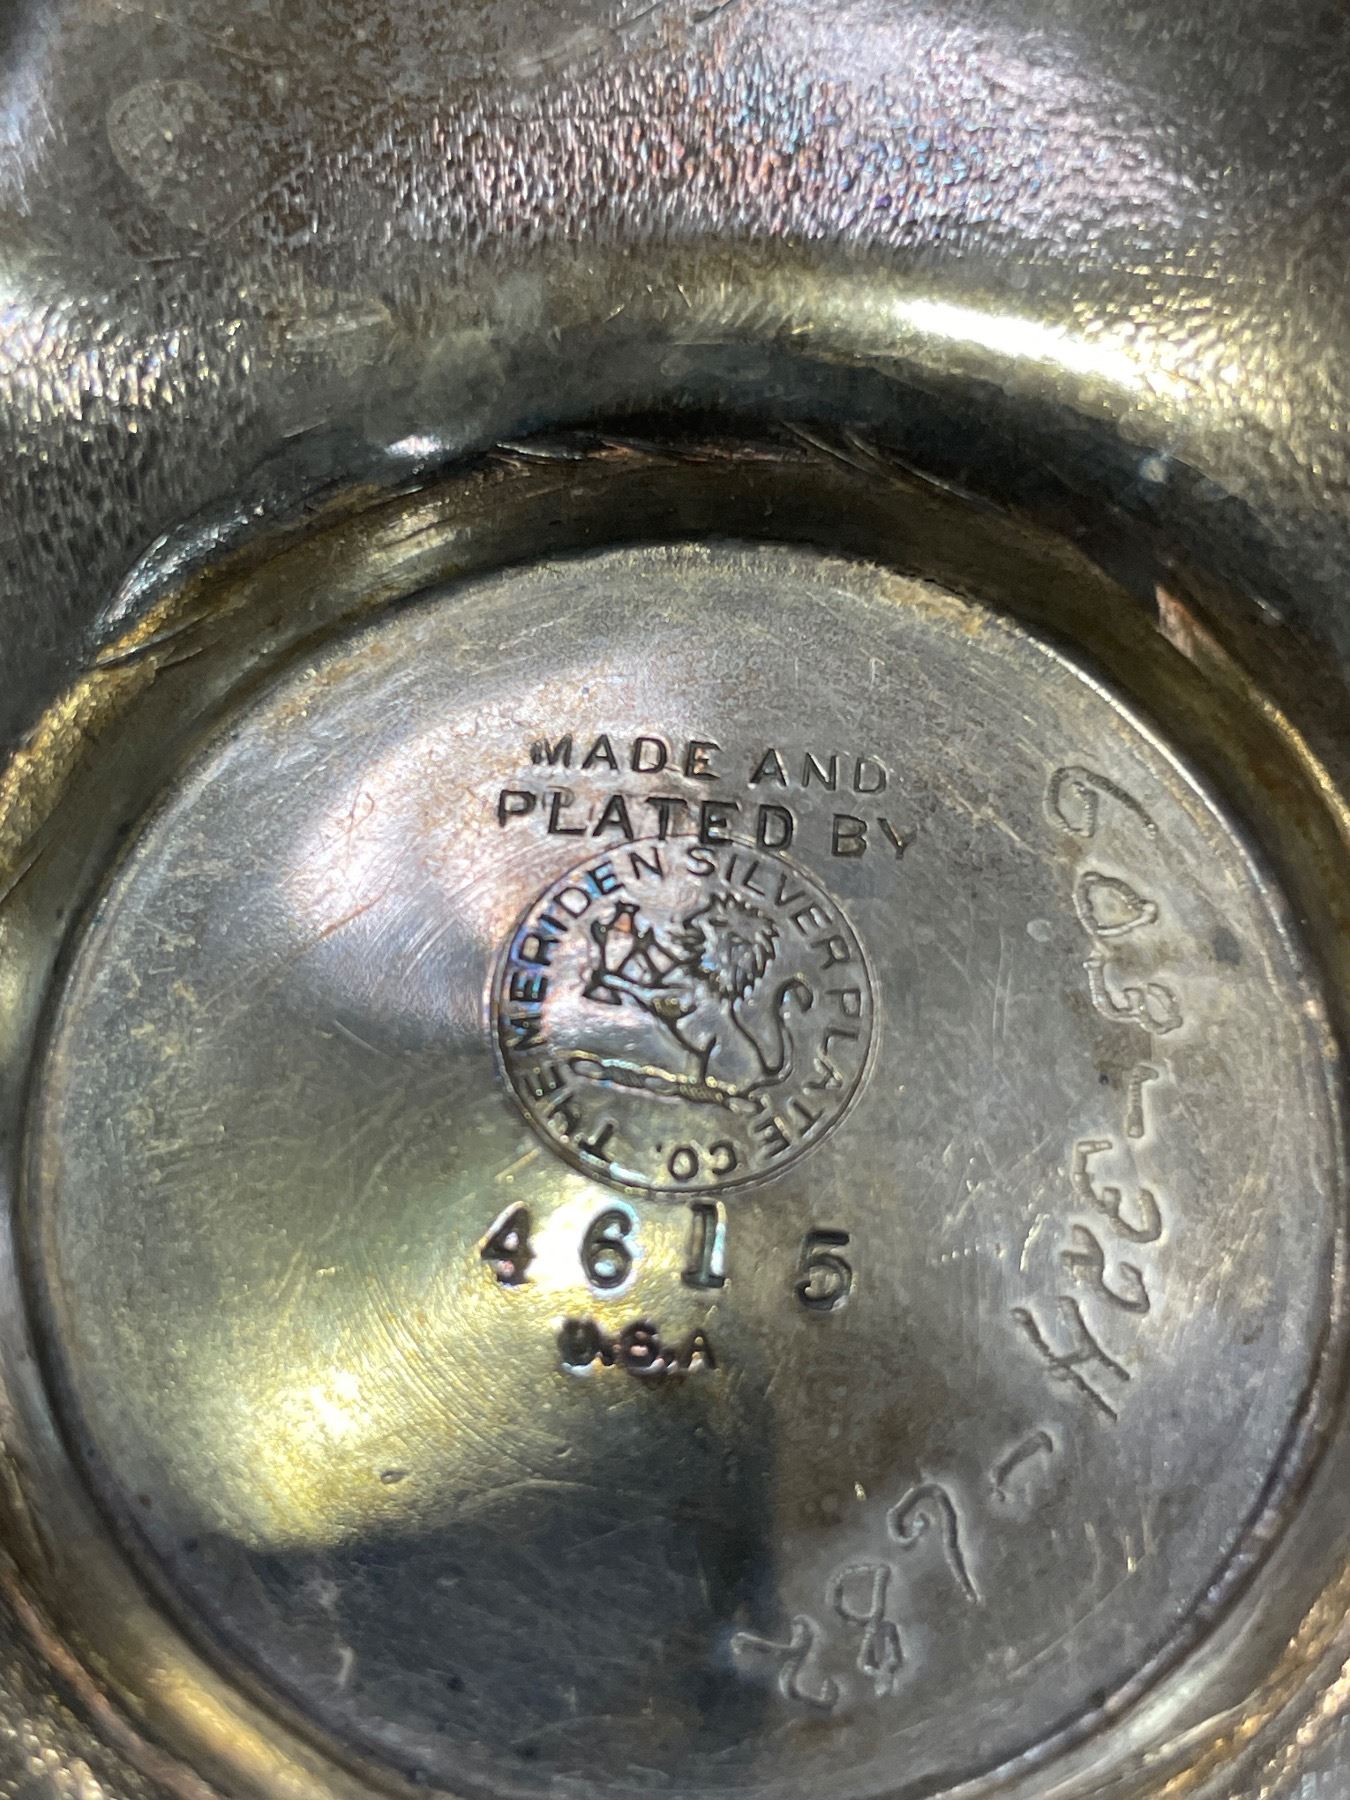 MADE AND
PLATED BY
THE MERIDEN SILVER PLATE CO.
4615
U.S.A